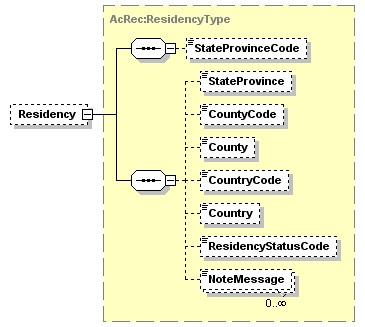 AcRec:ResidencyType
StateProvinceCode
StateProvince
CountyCode
Residency
County
CountryCode
Country
ResidencyStatusCode
NoteMessage
0..∞